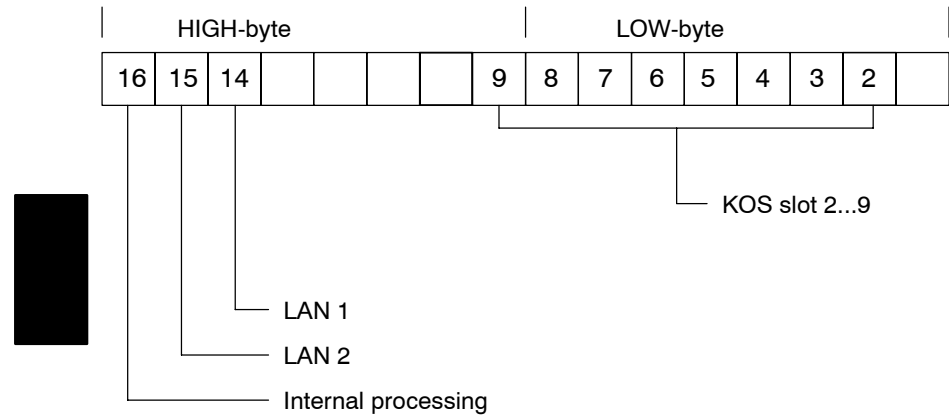 HIGH-byte LOW-byte
16 15 14 9 8 7 6 5 4 3 2
KOS slot 2...9
LAN 1
LAN 2
Internal processing